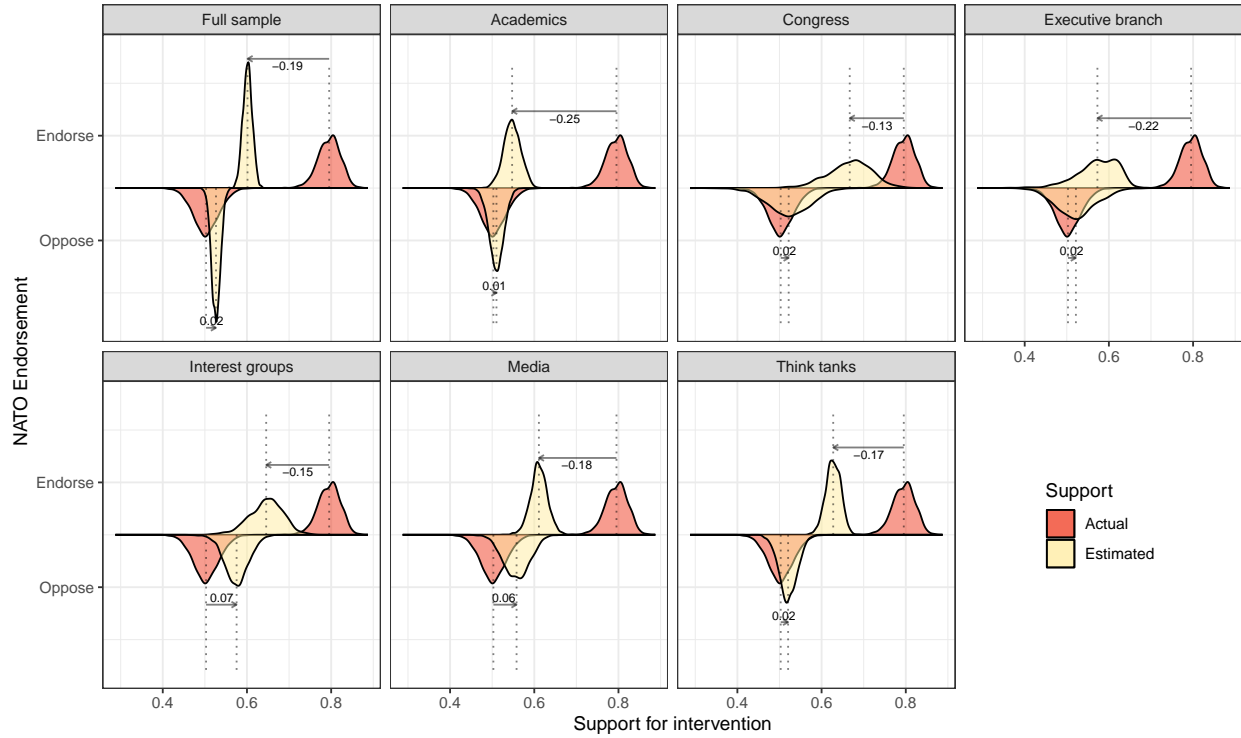 Full sample
Academics
Congress
Executive branch
NATO Endorsement
Endorse
Oppose
−0.19
0.02
−0.25
0.01
−0.13
0.02
−0.22
0.02
0.4 0.6 0.8
Interest groups
Media
Think tanks
Endorse
Oppose
−0.15
0.07
−0.18
0.06
−0.17
0.02
0.4 0.6 0.8
0.4 0.6 0.8
0.4 0.6 0.8
Support for intervention
Support
Actual
Estimated